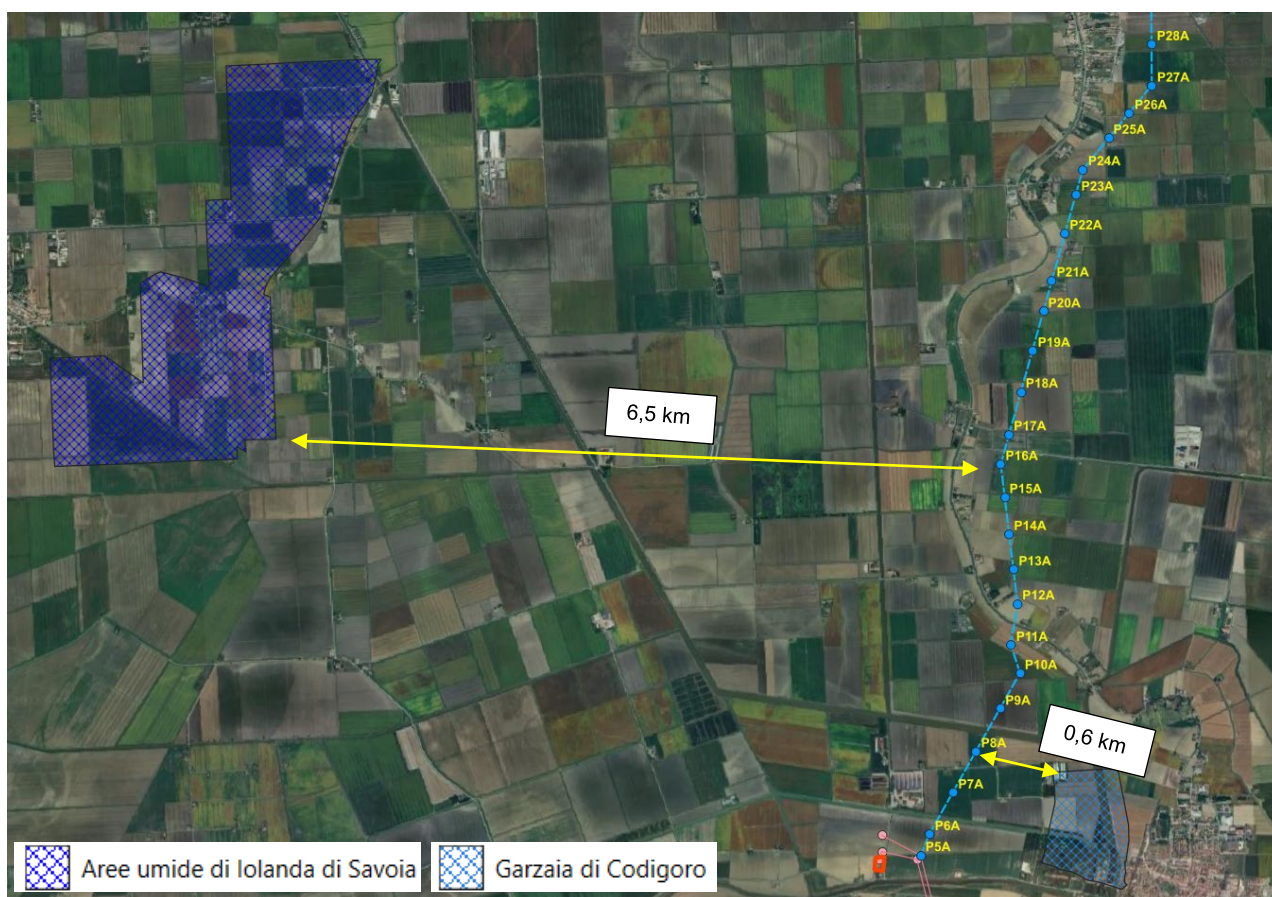 P28A
P27A
P26A
P25A
P24A
P23A
P22A
P21A
P20A
P19A
P18A
6,5 km
P17A
P16A
P15A
P14A
P13A
P12A
P11A
P10A
P9A
0,6 km
P8A
P7A
P6A
P5A
Aree umide di Iolanda di Savoia
Garzaia di Codigoro